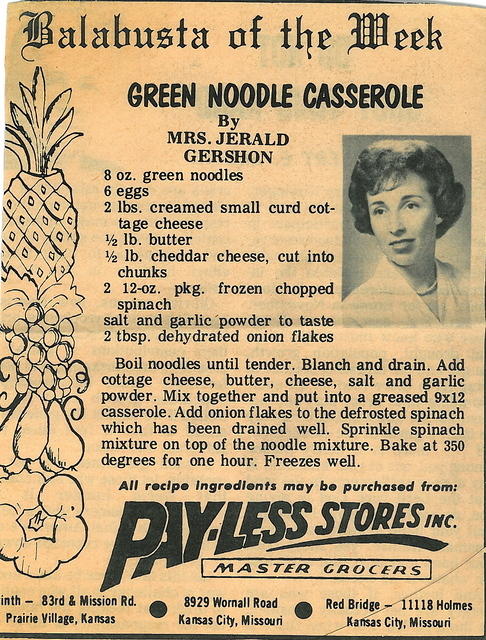 Balabusta of the Week
GREEN NOODLE CASSEROLE
By
MRS. JERALD
GERSHON
8 oz. green noodles
6 eggs
2 lbs. creamed small curd cot-
tage cheese
½ lb. butter
½ lb. cheddar cheese, cut into
chunks
2 12-oz. pkg. frozen chopped
spinach
salt and garlic powder to taste
2 tbsp. dehydrated onion flakes
Boil noodles until tender. Blanch and drain. Add
cottage cheese, butter, cheese, salt and garlic
powder. Mix together and put into a greased 9x12
casserole. Add onion flakes to the defrosted spinach
which has been drained well. Sprinkle spinach
mixture on top of the noodle mixture. Bake at 350
degrees for one hour. Freezes well.
All recipe ingredients may be purchased from:
PAY-LESS STORES INC.
MASTER GROCERS
inth — 83rd & Mission Rd.
Prairie Village, Kansas
8929 Wornall Road
Kansas City, Missouri
Red Bridge — 11118 Holmes
Kansas City, Missouri